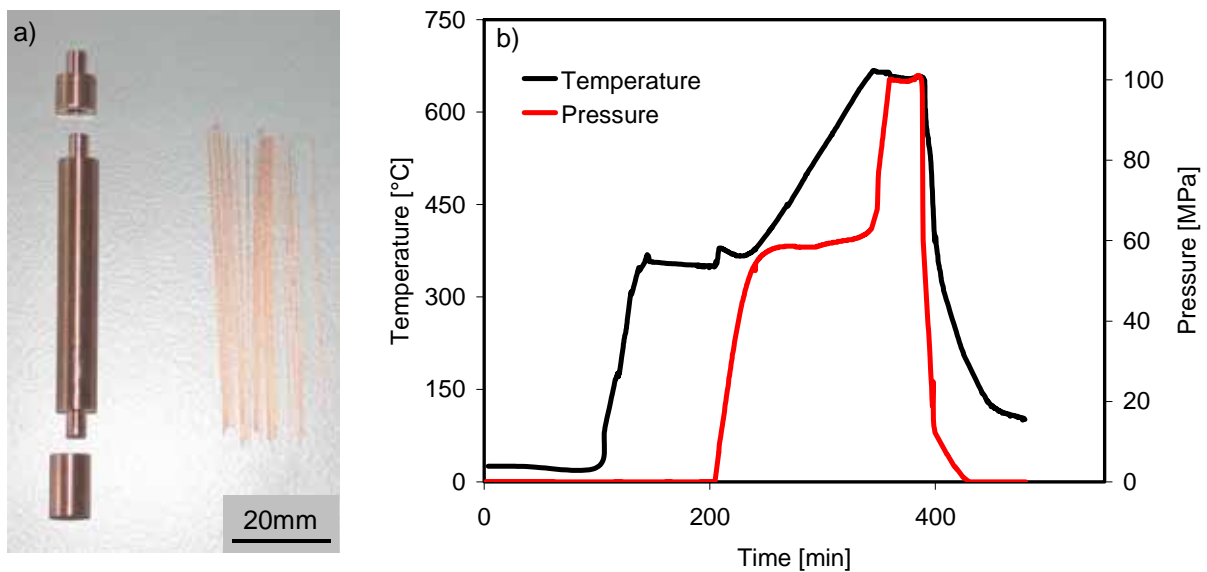 a)
20mm
b)
Temperature
Pressure
750
600
450
300
150
0
Temperature [°C]
100
80
60
40
20
0
Pressure [MPa]
0
200
400
Time [min]